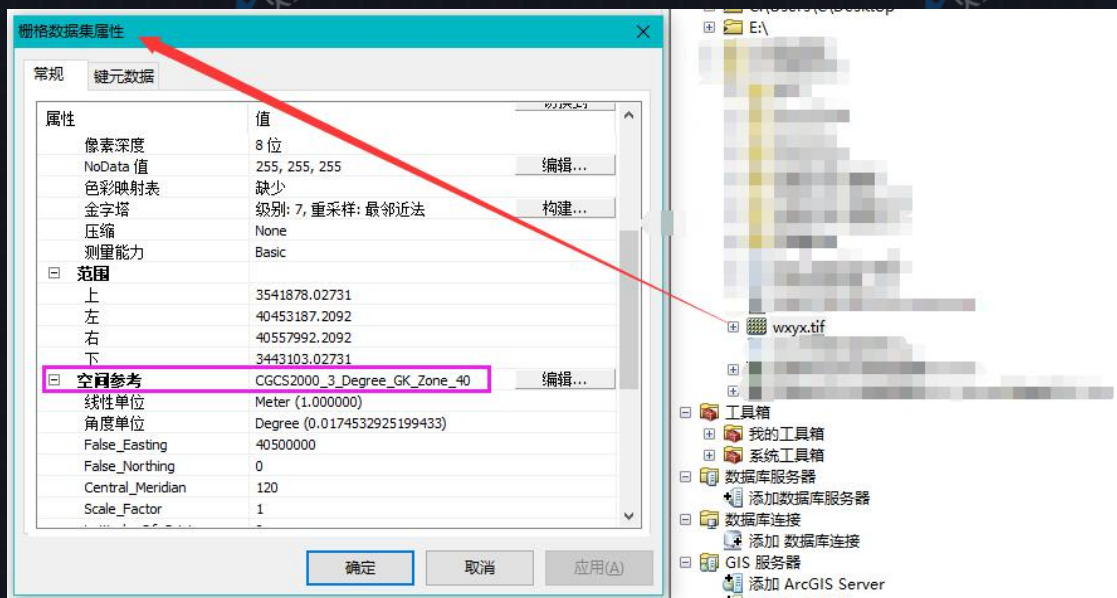 栅格数据集属性
常规
键元数据
属性
值
像素深度
8 位
NoData 值
255, 255, 255
编辑...
色彩映射表
缺少
金字塔
级别: 7, 重采样: 最邻近法
构建...
压缩
None
测量能力
Basic
范围
上
3541878.02731
左
40453187.2092
右
40557992.2092
下
3443103.02731
空间参考
CGCS2000_3_Degree_GK_Zone_40
编辑...
线性单位
Meter (1.000000)
角度单位
Degree (0.0174532925199433)
False_Easting
40500000
False_Northing
0
Central_Meridian
120
Scale_Factor
1
确定
取消
应用(A)
E:\
wxyx.tif
工具箱
我的工具箱
系统工具箱
数据库服务器
添加数据库服务器
数据库连接
添加 数据库连接
GIS 服务器
添加 ArcGIS Server